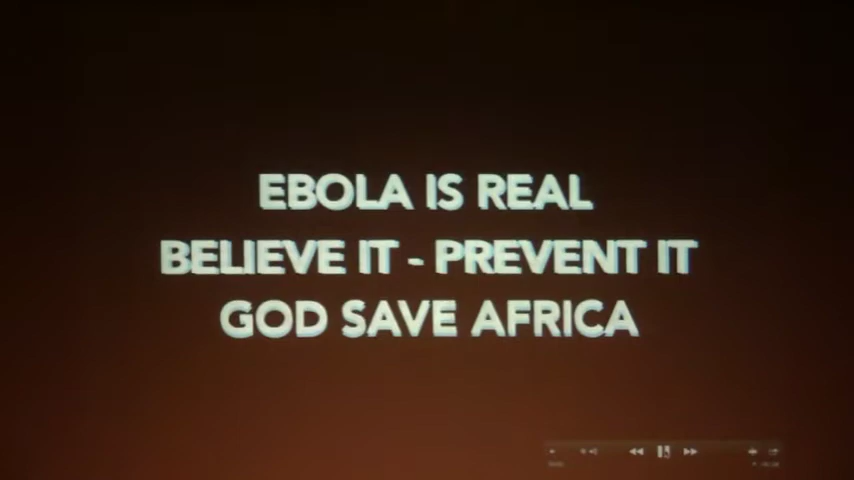 EBOLA IS REAL
BELIEVE IT - PREVENT IT
GOD SAVE AFRICA